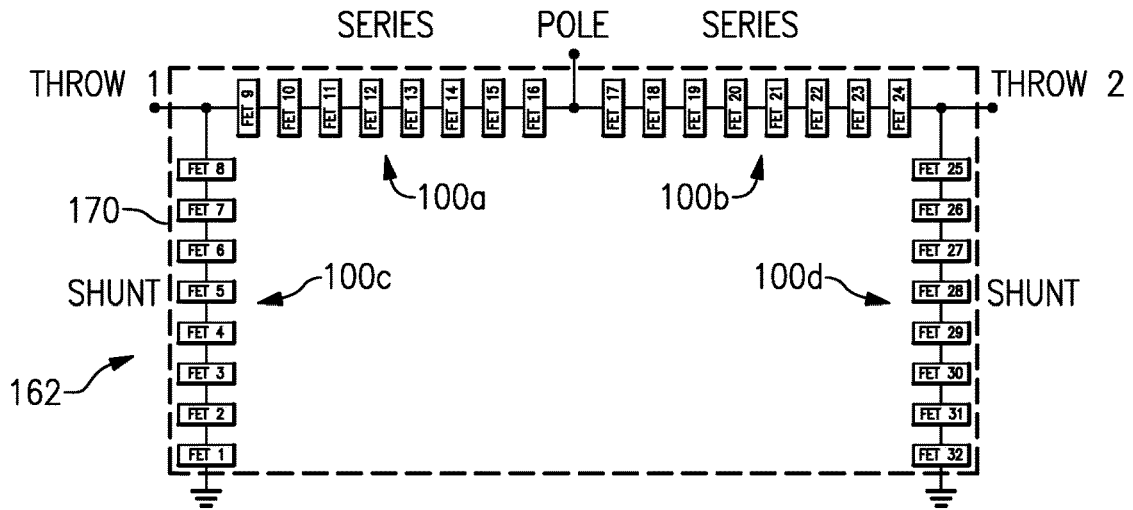 SERIES POLE SERIES
THROW 1
THROW 2
FET 9 FET 10 FET 11 FET 12 FET 13 FET 14 FET 15 FET 16 FET 17 FET 18 FET 19 FET 20 FET 21 FET 22 FET 23 FET 24
FET 8 FET 25
100a 100b
170 FET 7 FET 26
FET 6 FET 27
100c 100d
SHUNT FET 5 FET 28 SHUNT
FET 4 FET 29
FET 3 FET 30
162
FET 2 FET 31
FET 1 FET 32